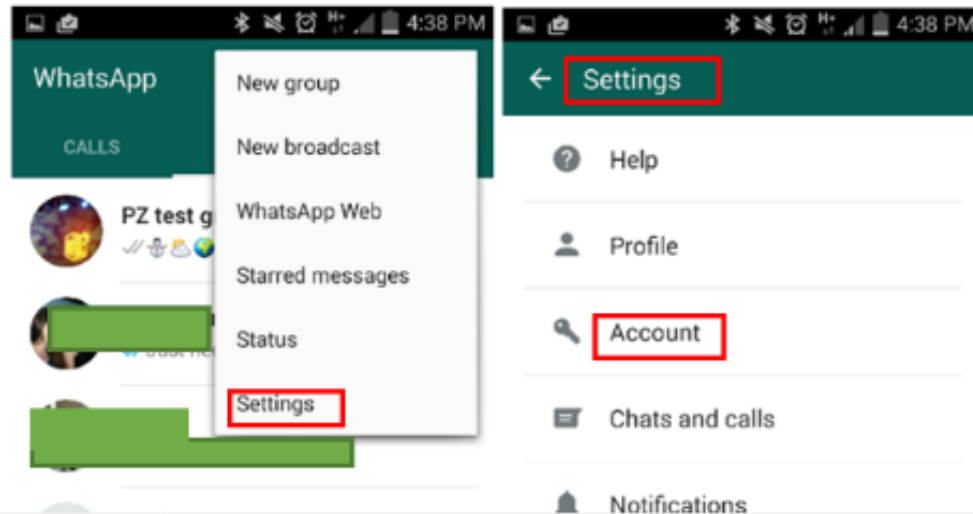 4:38 PM
WhatsApp
CALLS
New group
New broadcast
WhatsApp Web
Starred messages
Status
Settings
PZ test g
Just
4:38 PM
Settings
Help
Profile
Account
Chats and calls
Notifications